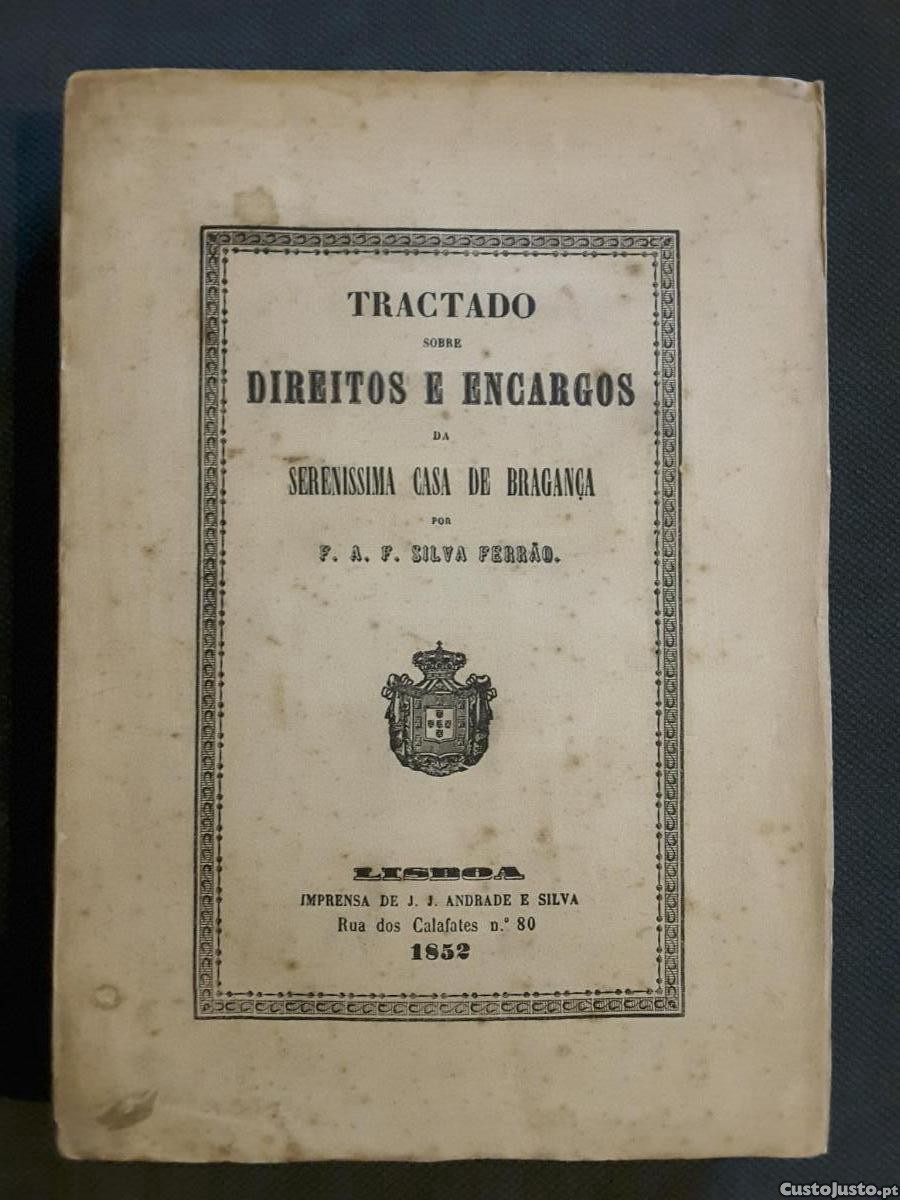 TRACTADO
SOBRE
DIREITOS E ENCARGOS
DA
SERENISSIMA CASA DE BRAGANÇA
POR
F. A. F. SILVA FERRÃO.
LISBOA
IMPRENSA DE J. J. ANDRADE E SILVA
Rua dos Calafates n.º 80
1852
CustoJusto.pt